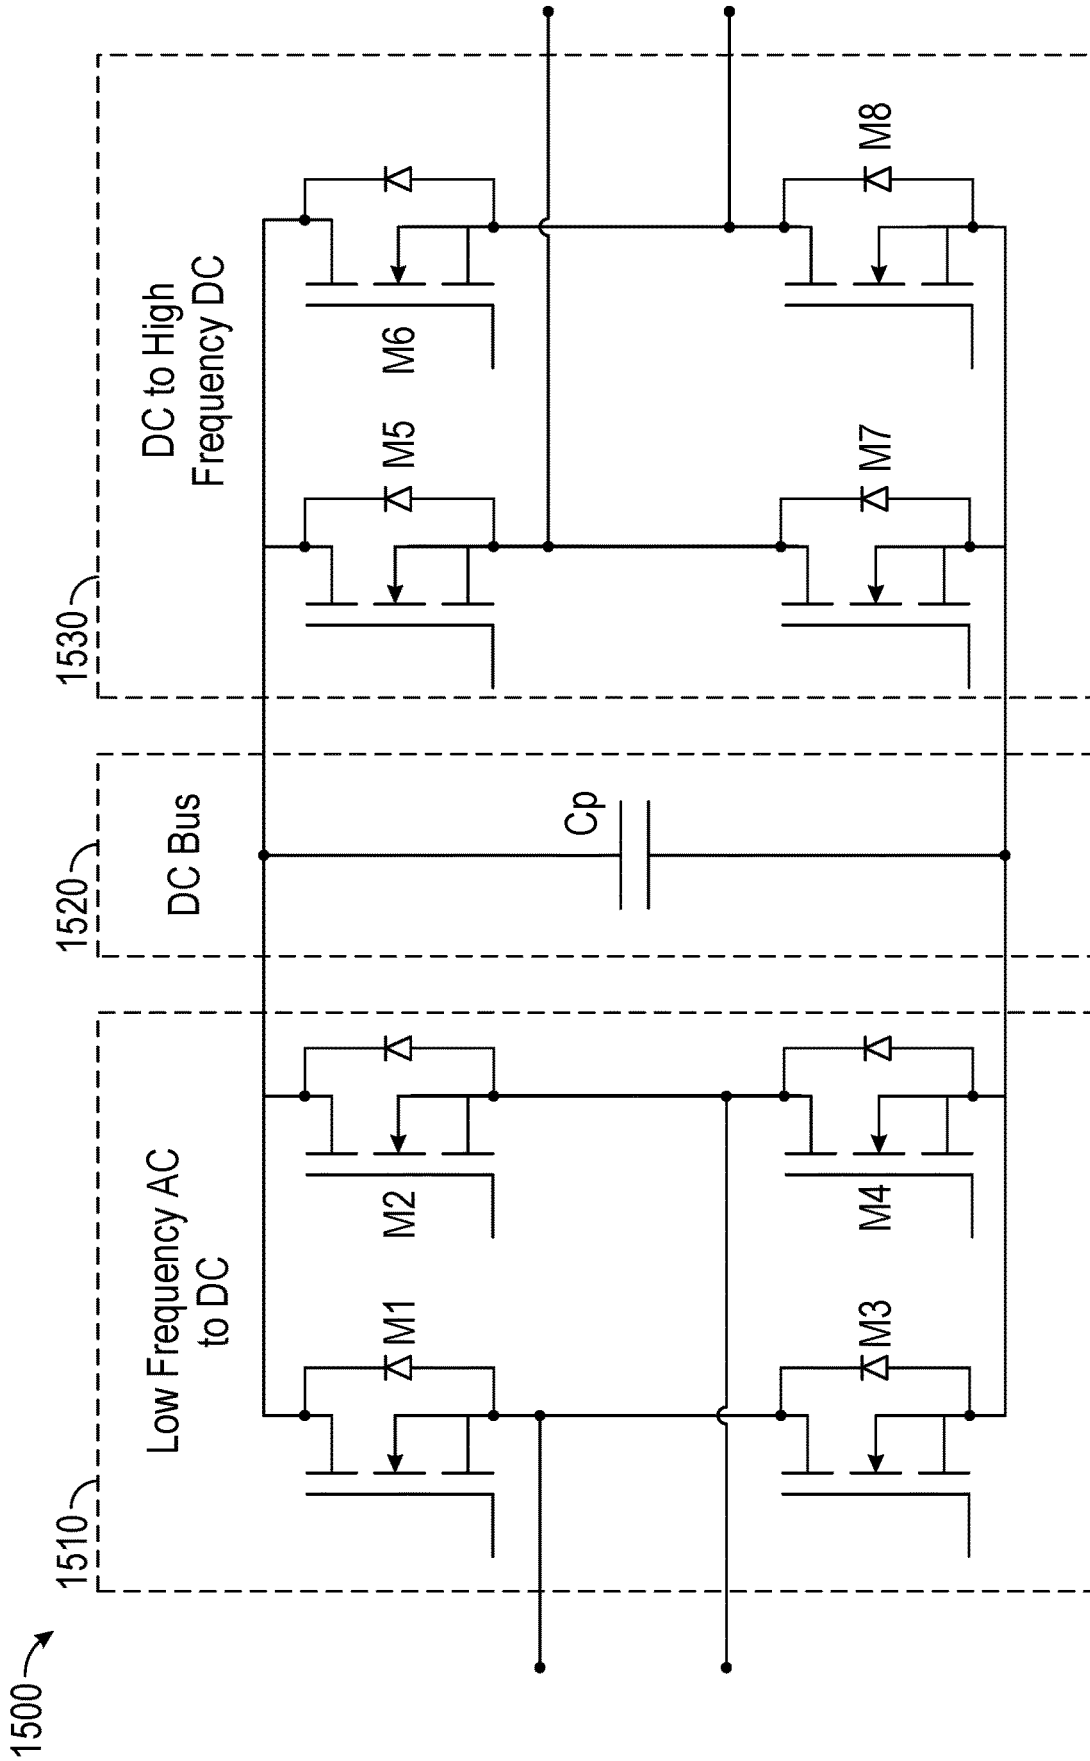 1500
1510
Low Frequency AC
to DC
M1
M2
M3
M4
1520
DC Bus
Cp
1530
DC to High
Frequency DC
M5
M6
M7
M8